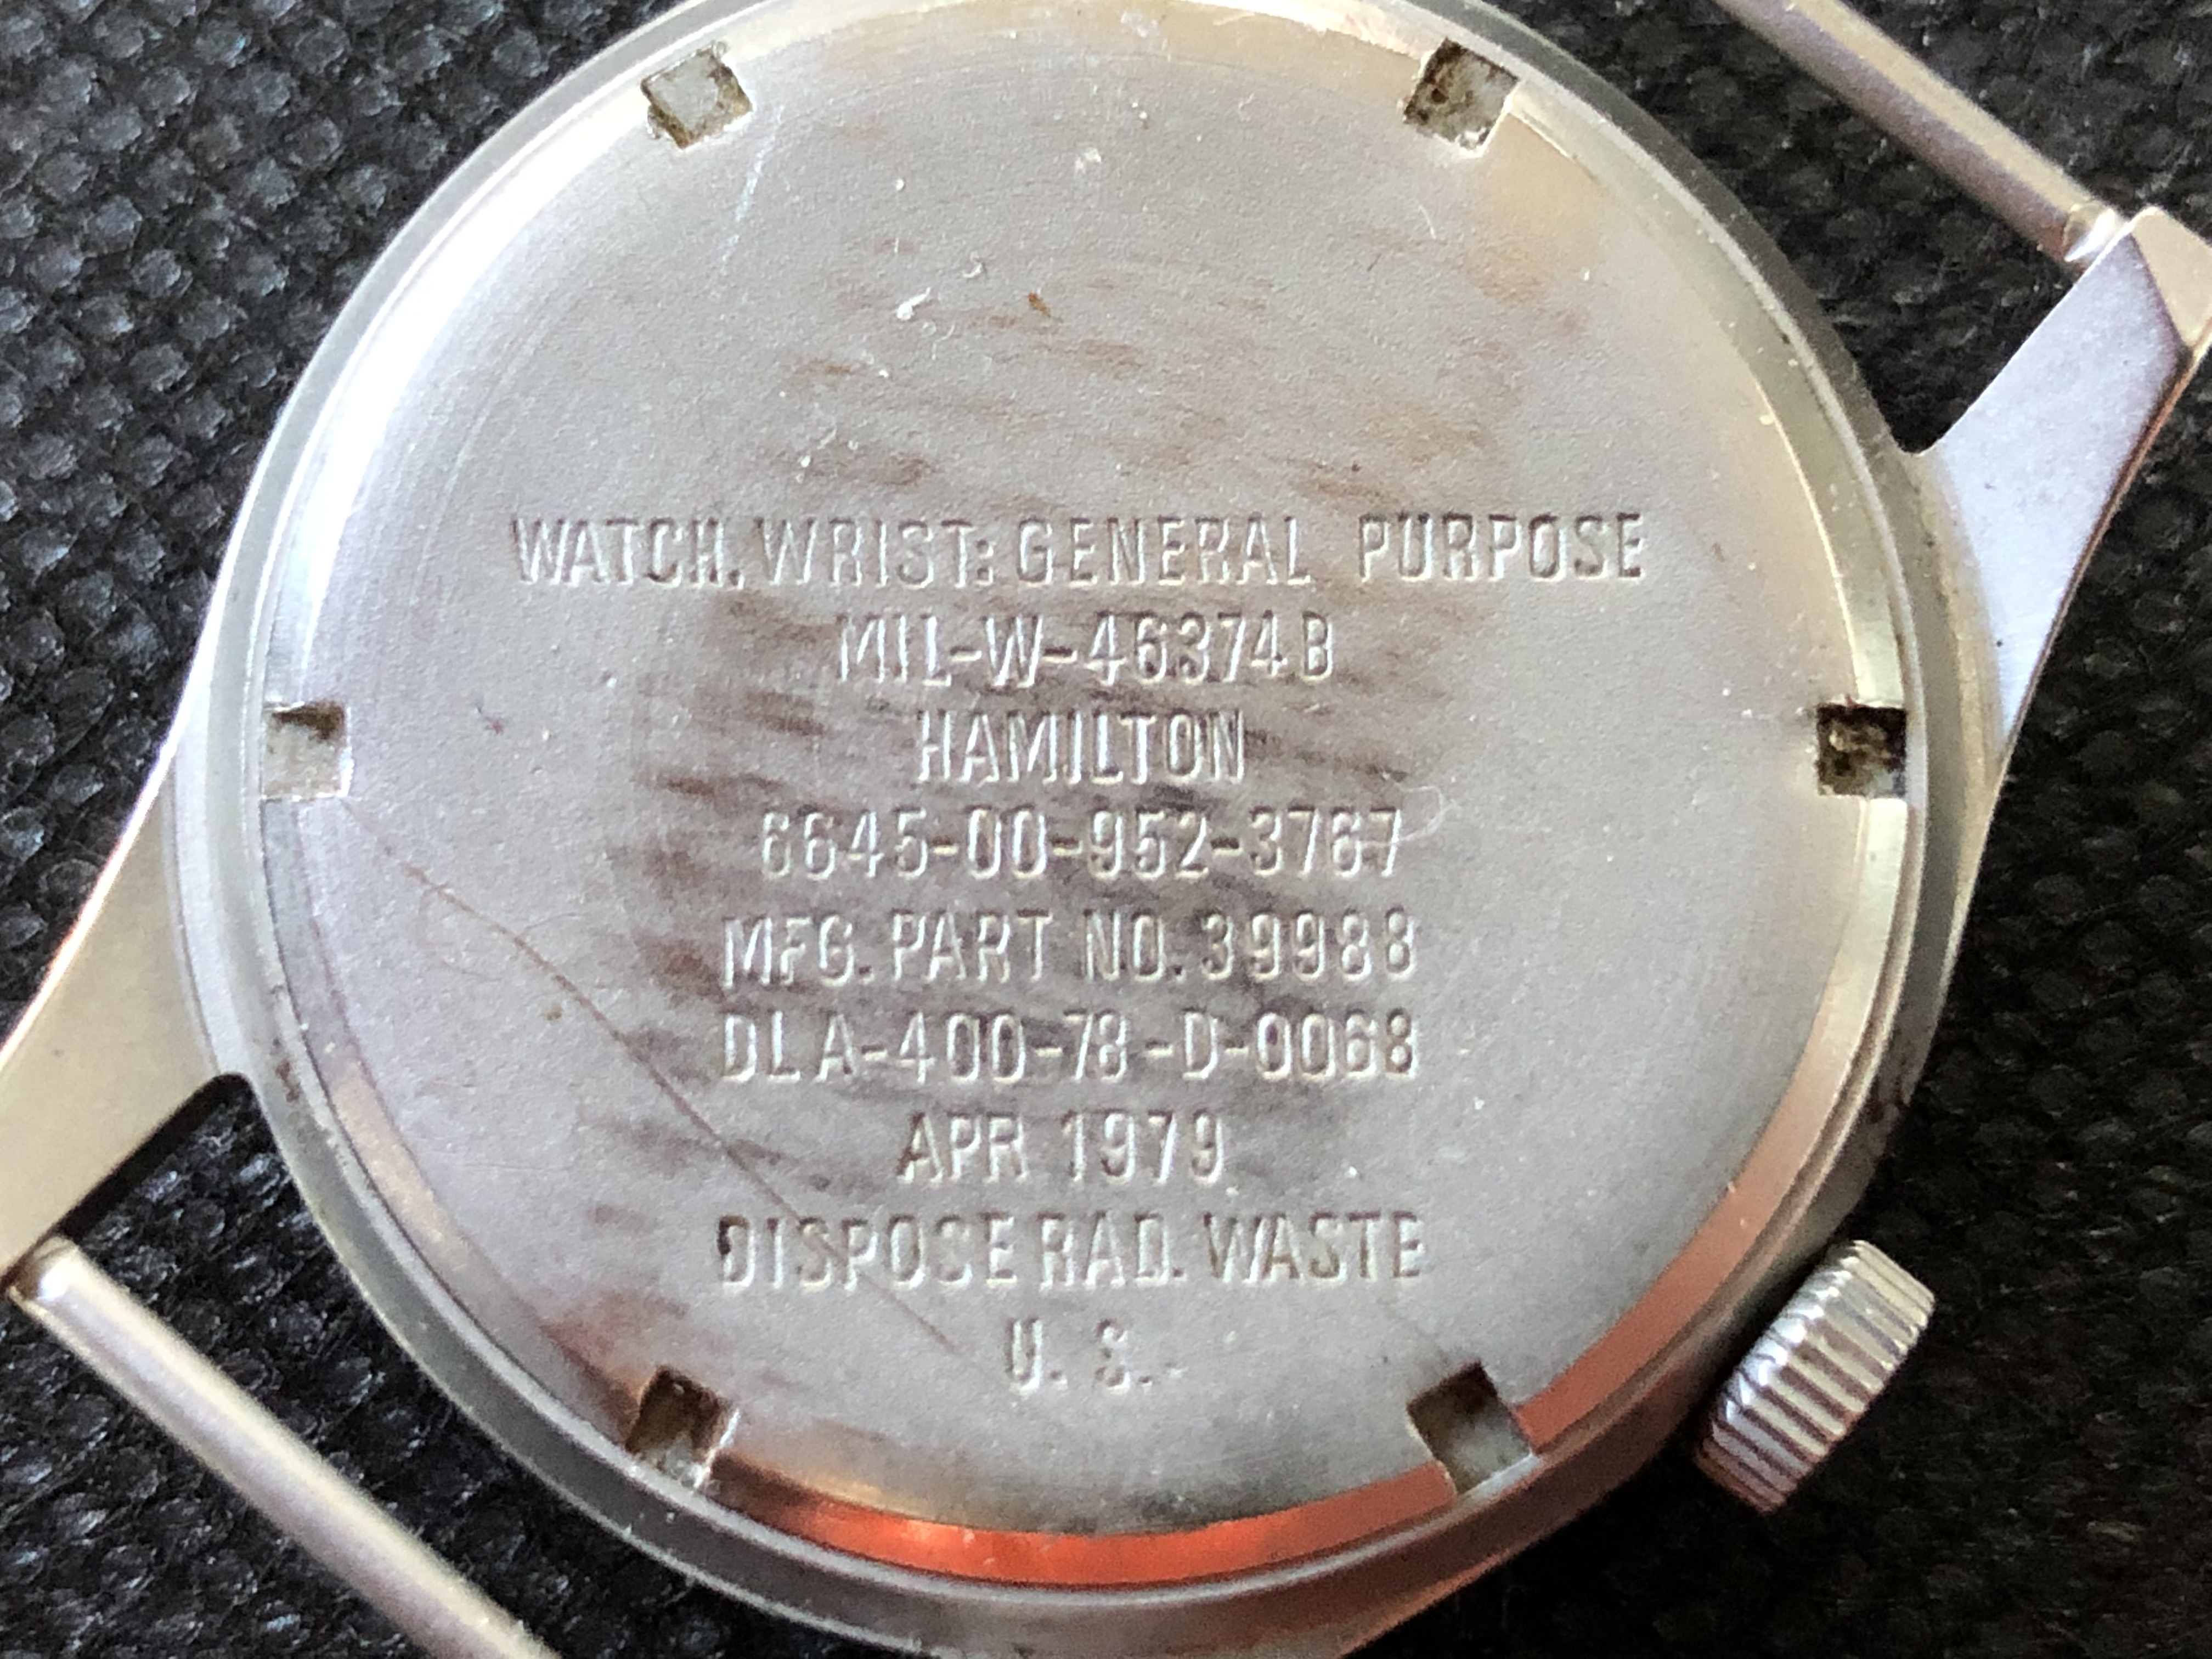 WATCH, WRIST: GENERAL PURPOSE
MIL-W-46374B
HAMILTON
6645-00-952-3767
MFG. PART NO. 39988
DLA-400-78-D-0068
APR 1979
DISPOSE RAD. WASTE
U. S.